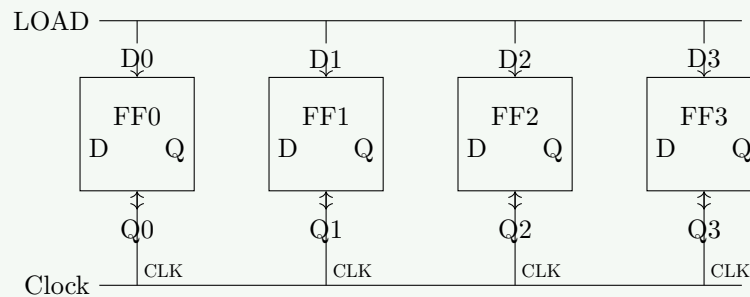 LOAD
D0 D1 D2 D3
FF0 FF1 FF2 FF3
D Q D Q D Q D Q
Q0 Q1 Q2 Q3
CLK CLK CLK CLK
Clock